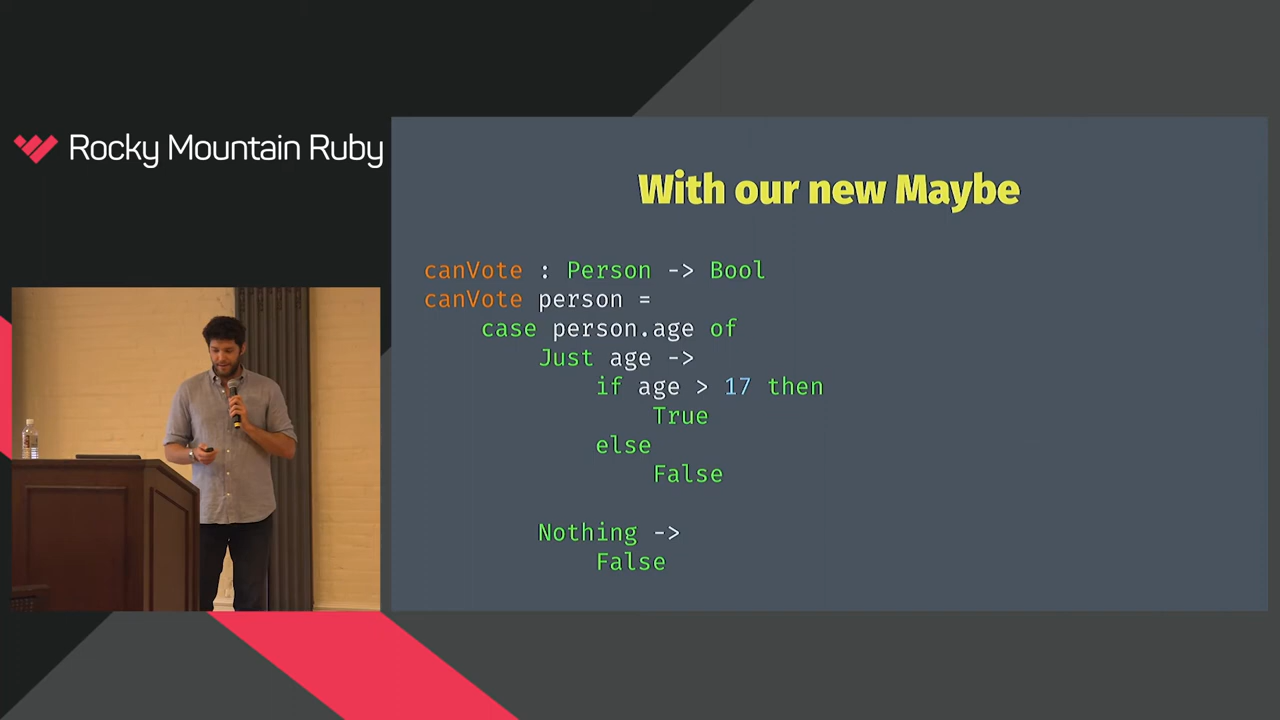 Rocky Mountain Ruby
With our new Maybe
canVote : Person -> Bool
canVote person =
    case person.age of
        Just age ->
            if age > 17 then
                True
            else
                False

        Nothing ->
            False